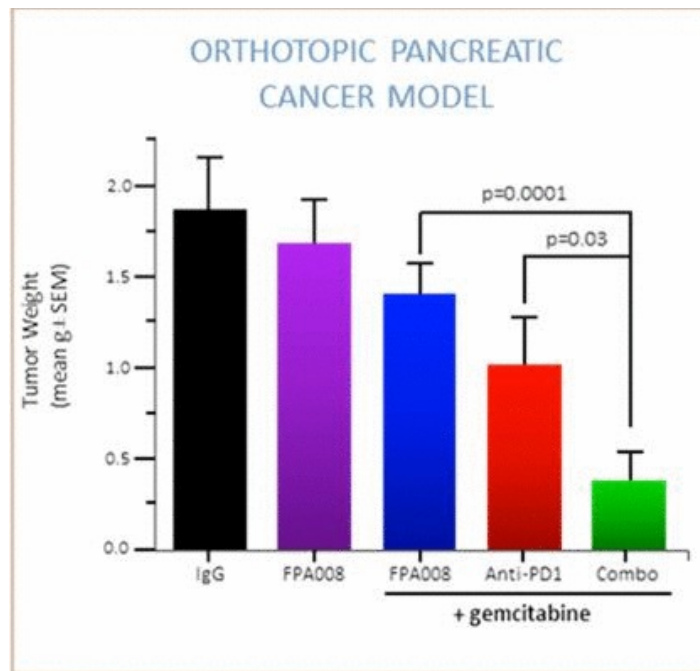 ORTHOTOPIC PANCREATIC
CANCER MODEL
Tumor Weight
(mean g± SEM)
2.0
1.5
1.0
0.5
0.0
p=0.0001
p=0.03
IgG
FPA008
FPA008
Anti-PD1
Combo
+ gemcitabine